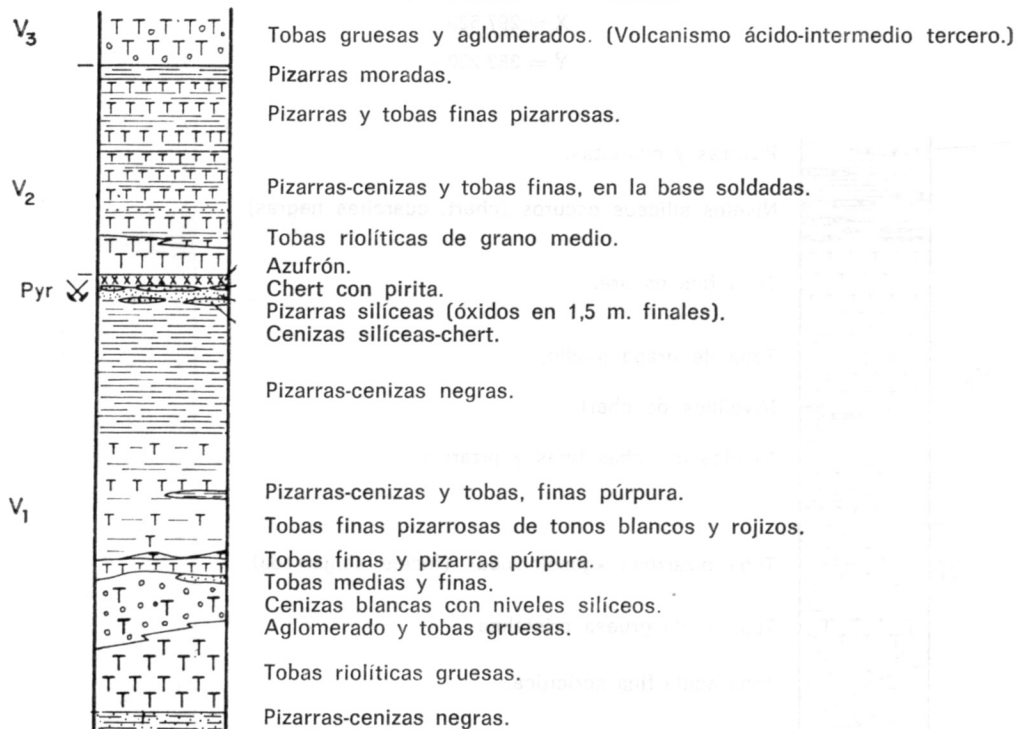 V3
Tobas gruesas y aglomerados. (Volcanismo ácido-intermedio tercero.)
Pizarras moradas.
Pizarras y tobas finas pizarrosas.
V2
Pizarras-cenizas y tobas finas, en la base soldadas.
Tobas riolíticas de grano medio.
Azufrón.
Pyr
Chert con pirita.
Pizarras silíceas (óxidos en 1,5 m. finales).
Cenizas silíceas-chert.
Pizarras-cenizas negras.
Pizarras-cenizas y tobas, finas púrpura.
V1
Tobas finas pizarrosas de tonos blancos y rojizos.
Tobas finas y pizarras púrpura.
Tobas medias y finas.
Cenizas blancas con niveles silíceos.
Aglomerado y tobas gruesas.
Tobas riolíticas gruesas.
Pizarras-cenizas negras.